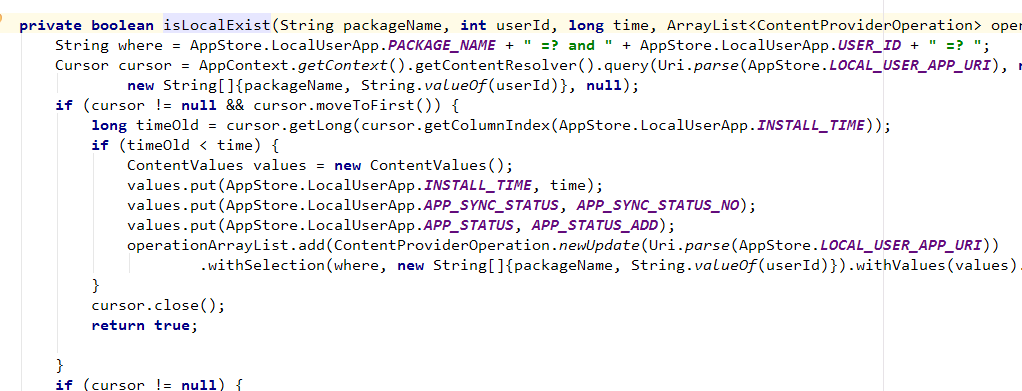 private boolean isLocalExist(String packageName, int userId, long time, ArrayList<ContentProviderOperation>
String where = AppStore.LocalUserApp.PACKAGE_NAME + " =? and " + AppStore.LocalUserApp.USER_ID + " =? ";
Cursor cursor = AppContext.getContext().getContentResolver().query(Uri.parse(AppStore.LOCAL_USER_APP_URI),
new String[]{packageName, String.valueOf(userId)}, null);
if (cursor != null && cursor.moveToFirst()) {
long timeOld = cursor.getLong(cursor.getColumnIndex(AppStore.LocalUserApp.INSTALL_TIME));
if (timeOld < time) {
ContentValues values = new ContentValues();
values.put(AppStore.LocalUserApp.INSTALL_TIME, time);
values.put(AppStore.LocalUserApp.APP_SYNC_STATUS, APP_SYNC_STATUS_NO);
values.put(AppStore.LocalUserApp.APP_STATUS, APP_STATUS_ADD);
operationArrayList.add(ContentProviderOperation.newUpdate(Uri.parse(AppStore.LOCAL_USER_APP_URI))
.withSelection(where, new String[]{packageName, String.valueOf(userId)}).withValues(values).
}
cursor.close();
return true;
}
if (cursor != null) {